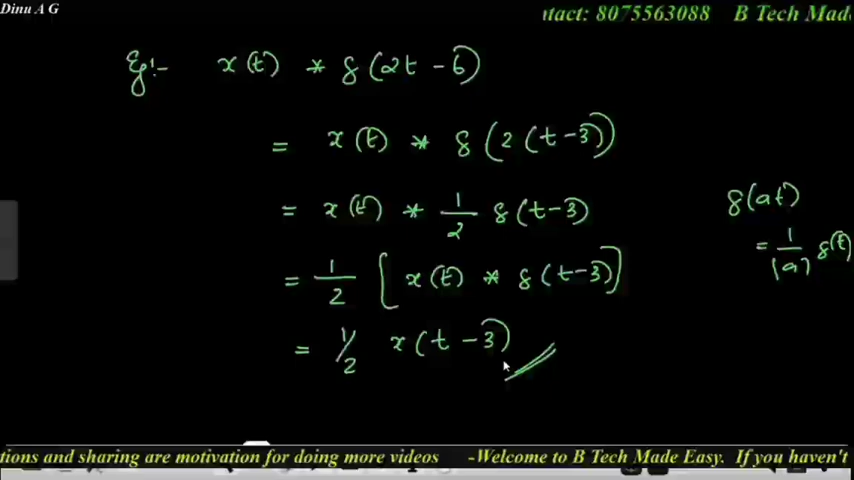 Dinu A G
ntact: 8075563088 B Tech Mad
Eg:- x(t) * δ(2t-6)
= x(t) * δ(2(t-3))
= x(t) * 1/2 δ(t-3)
δ(at)
= 1/|a| δ(t)
= 1/2 [x(t) * δ(t-3)]
= 1/2 x(t-3)
tions and sharing are motivation for doing more videos -Welcome to B Tech Made Easy. If you haven't